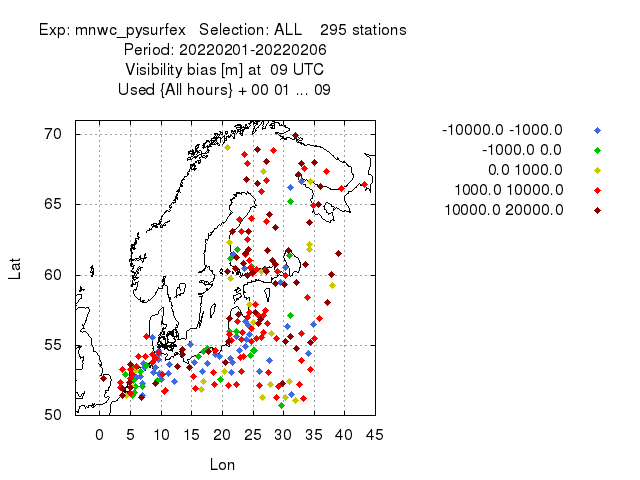 Exp: mnwc_pysurfex Selection: ALL 295 stations
Period: 20220201-20220206
Visibility bias [m] at 09 UTC
Used {All hours} + 00 01 ... 09
-10000.0 -1000.0
-1000.0 0.0
0.0 1000.0
1000.0 10000.0
10000.0 20000.0
70
65
60
55
50
Lat
0 5 10 15 20 25 30 35 40 45
Lon